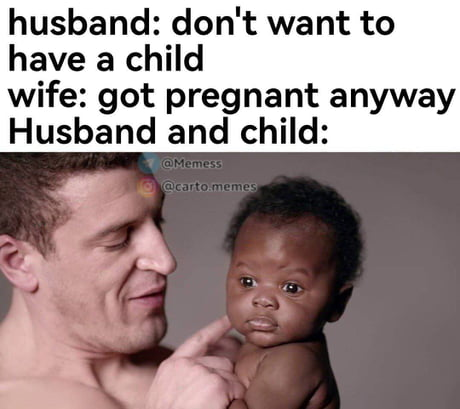 husband: don't want to
have a child
wife: got pregnant anyway
Husband and child:
@Memess
@carto.memes